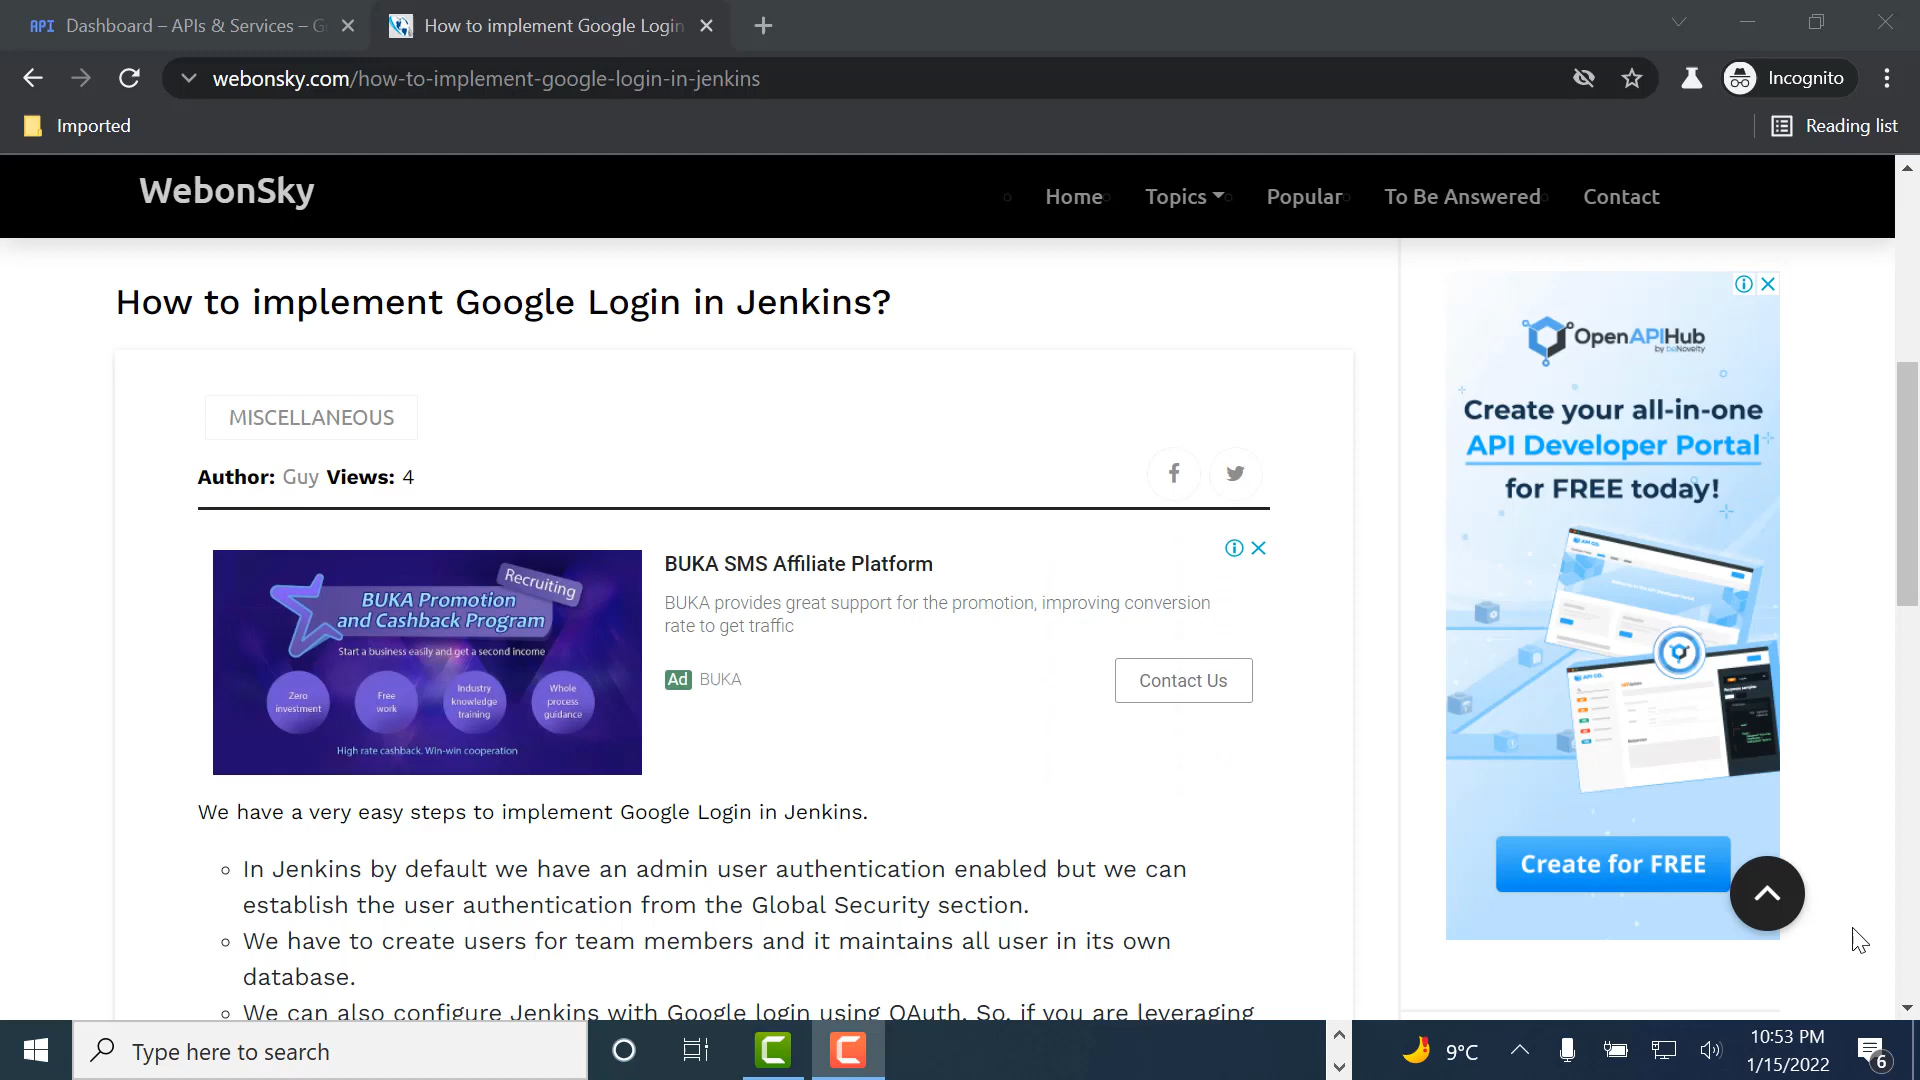 API Dashboard – APIs & Services – G
How to implement Google Login
webonsky.com/how-to-implement-google-login-in-jenkins
Incognito
Imported
Reading list
WebonSky
Home
Topics
Popular
To Be Answered
Contact
How to implement Google Login in Jenkins?
MISCELLANEOUS
Author: Guy Views: 4
BUKA Promotion
and Cashback Program
Recruiting
Start a business easily and get a second income
Zero
investment
Free
work
Industry
knowledge
training
Whole
process
guidance
High rate cashback. Win-win cooperation
BUKA SMS Affiliate Platform
BUKA provides great support for the promotion, improving conversion
rate to get traffic
Ad BUKA
Contact Us
We have a very easy steps to implement Google Login in Jenkins.
In Jenkins by default we have an admin user authentication enabled but we can
establish the user authentication from the Global Security section.
We have to create users for team members and it maintains all user in its own
database.
We can also configure Jenkins with Google login using OAuth. So, if you are leveraging
OpenAPIHub
by beNovelty
Create your all-in-one
API Developer Portal
for FREE today!
API CO.
API CO.
Create for FREE
Type here to search
9°C
10:53 PM
1/15/2022
6